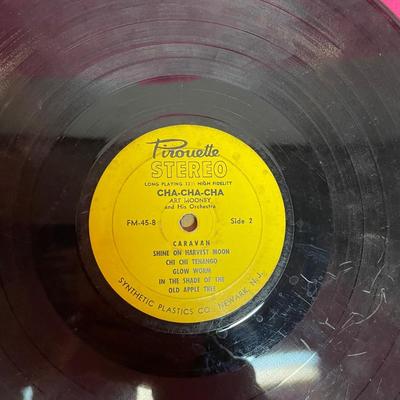 Pirouette
STEREO
LONG PLAYING 33⅓ HIGH FIDELITY
CHA-CHA-CHA
ART MOONEY
and His Orchestra
FM-45-B Side 2
CARAVAN
SHINE ON HARVEST MOON
CHI CHI TENANGO
GLOW WORM
IN THE SHADE OF THE
OLD APPLE TREE
SYNTHETIC PLASTICS CO., NEWARK, N.J.